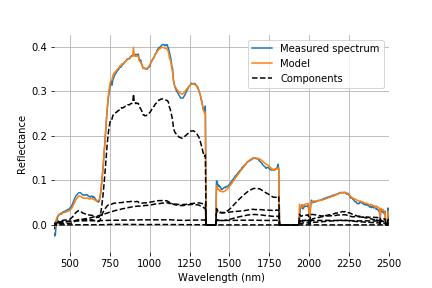 Measured spectrum
Model
Components
0.4
0.3
0.2
0.1
0.0
Reflectance
500 750 1000 1250 1500 1750 2000 2250 2500
Wavelength (nm)